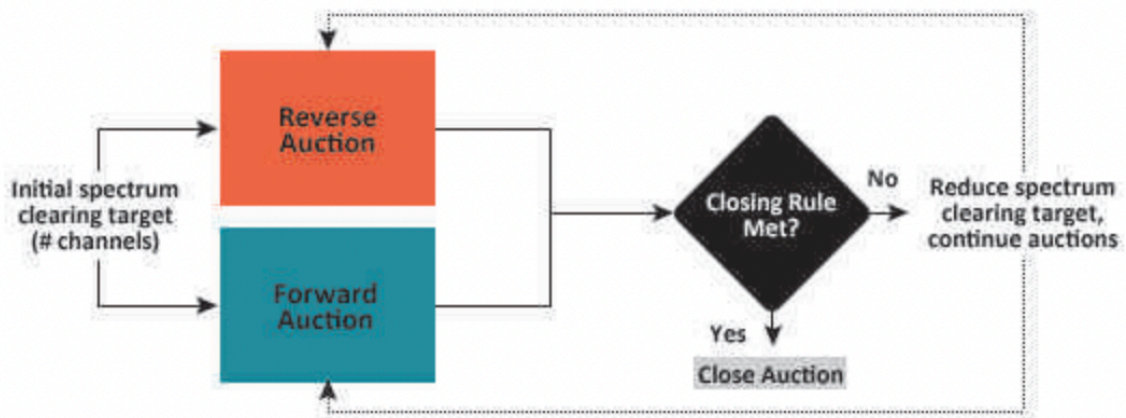 Initial spectrum
clearing target
(# channels)
Reverse
Auction
Forward
Auction
Closing Rule
Met?
No
Reduce spectrum
clearing target,
continue auctions
Yes
Close Auction